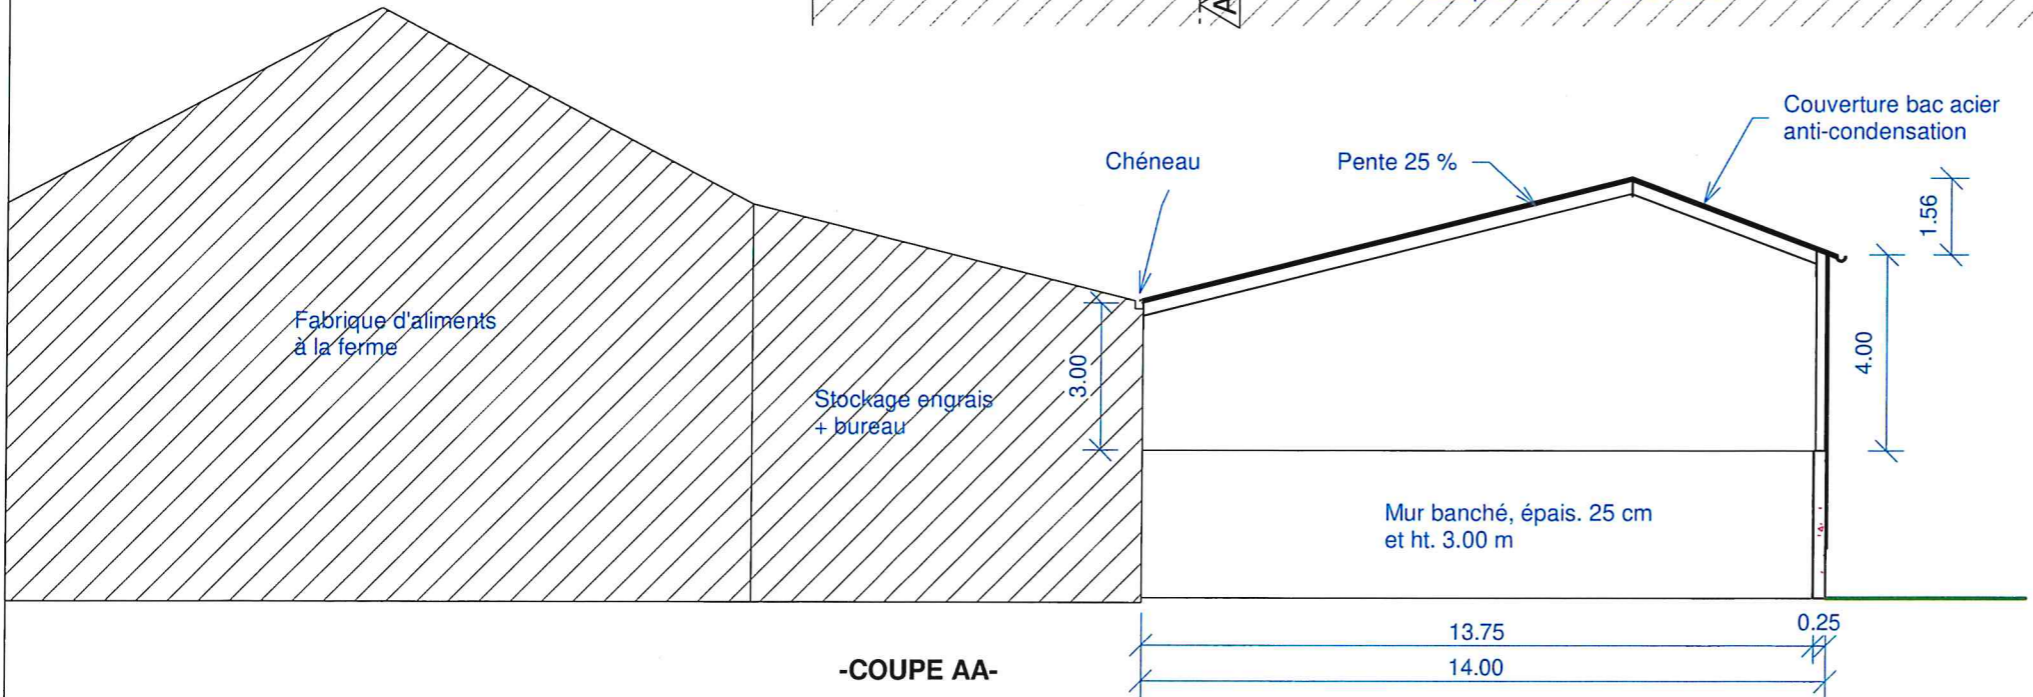 A
Couverture bac acier
anti-condensation
Chéneau
Pente 25 %
1.56
Fabrique d'aliments
à la ferme
3.00
4.00
Stockage engrais
+ bureau
Mur banché, épais. 25 cm
et ht. 3.00 m
13.75
0.25
-COUPE AA-
14.00